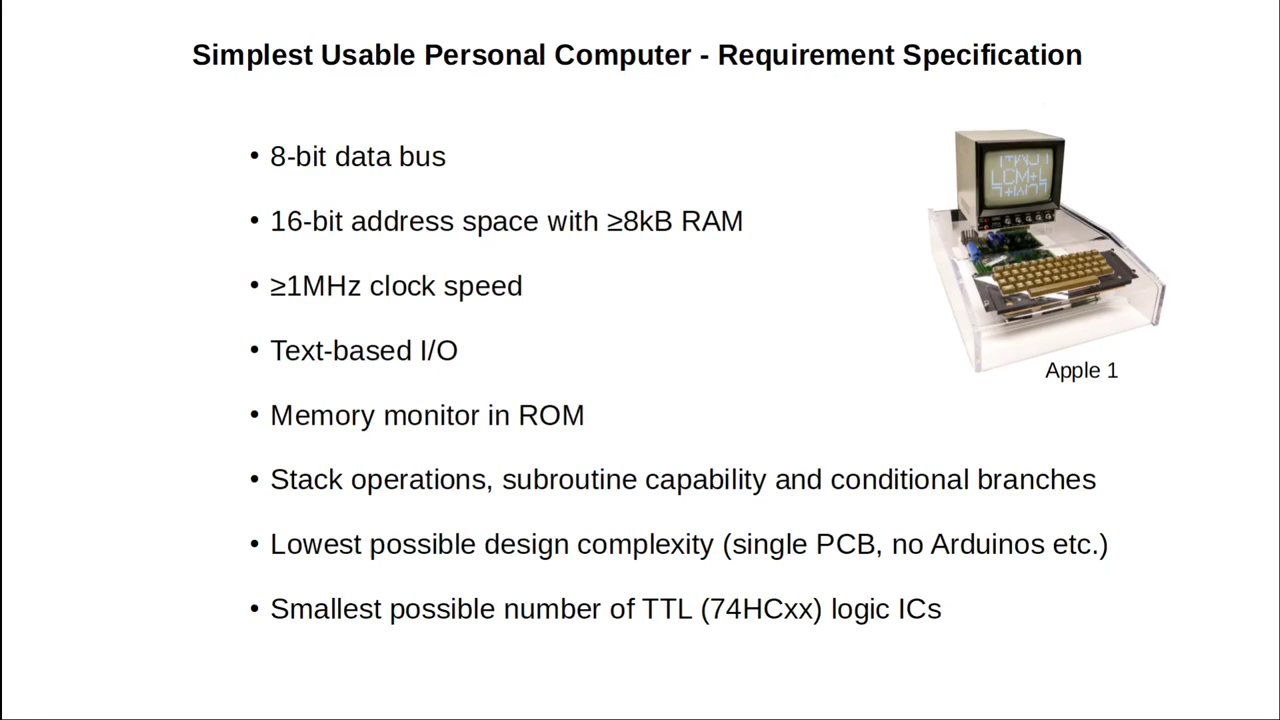 Simplest Usable Personal Computer - Requirement Specification
• 8-bit data bus
• 16-bit address space with ≥8kB RAM
• ≥1MHz clock speed
• Text-based I/O
• Memory monitor in ROM
• Stack operations, subroutine capability and conditional branches
• Lowest possible design complexity (single PCB, no Arduinos etc.)
• Smallest possible number of TTL (74HCxx) logic ICs
LCM+L
Apple 1